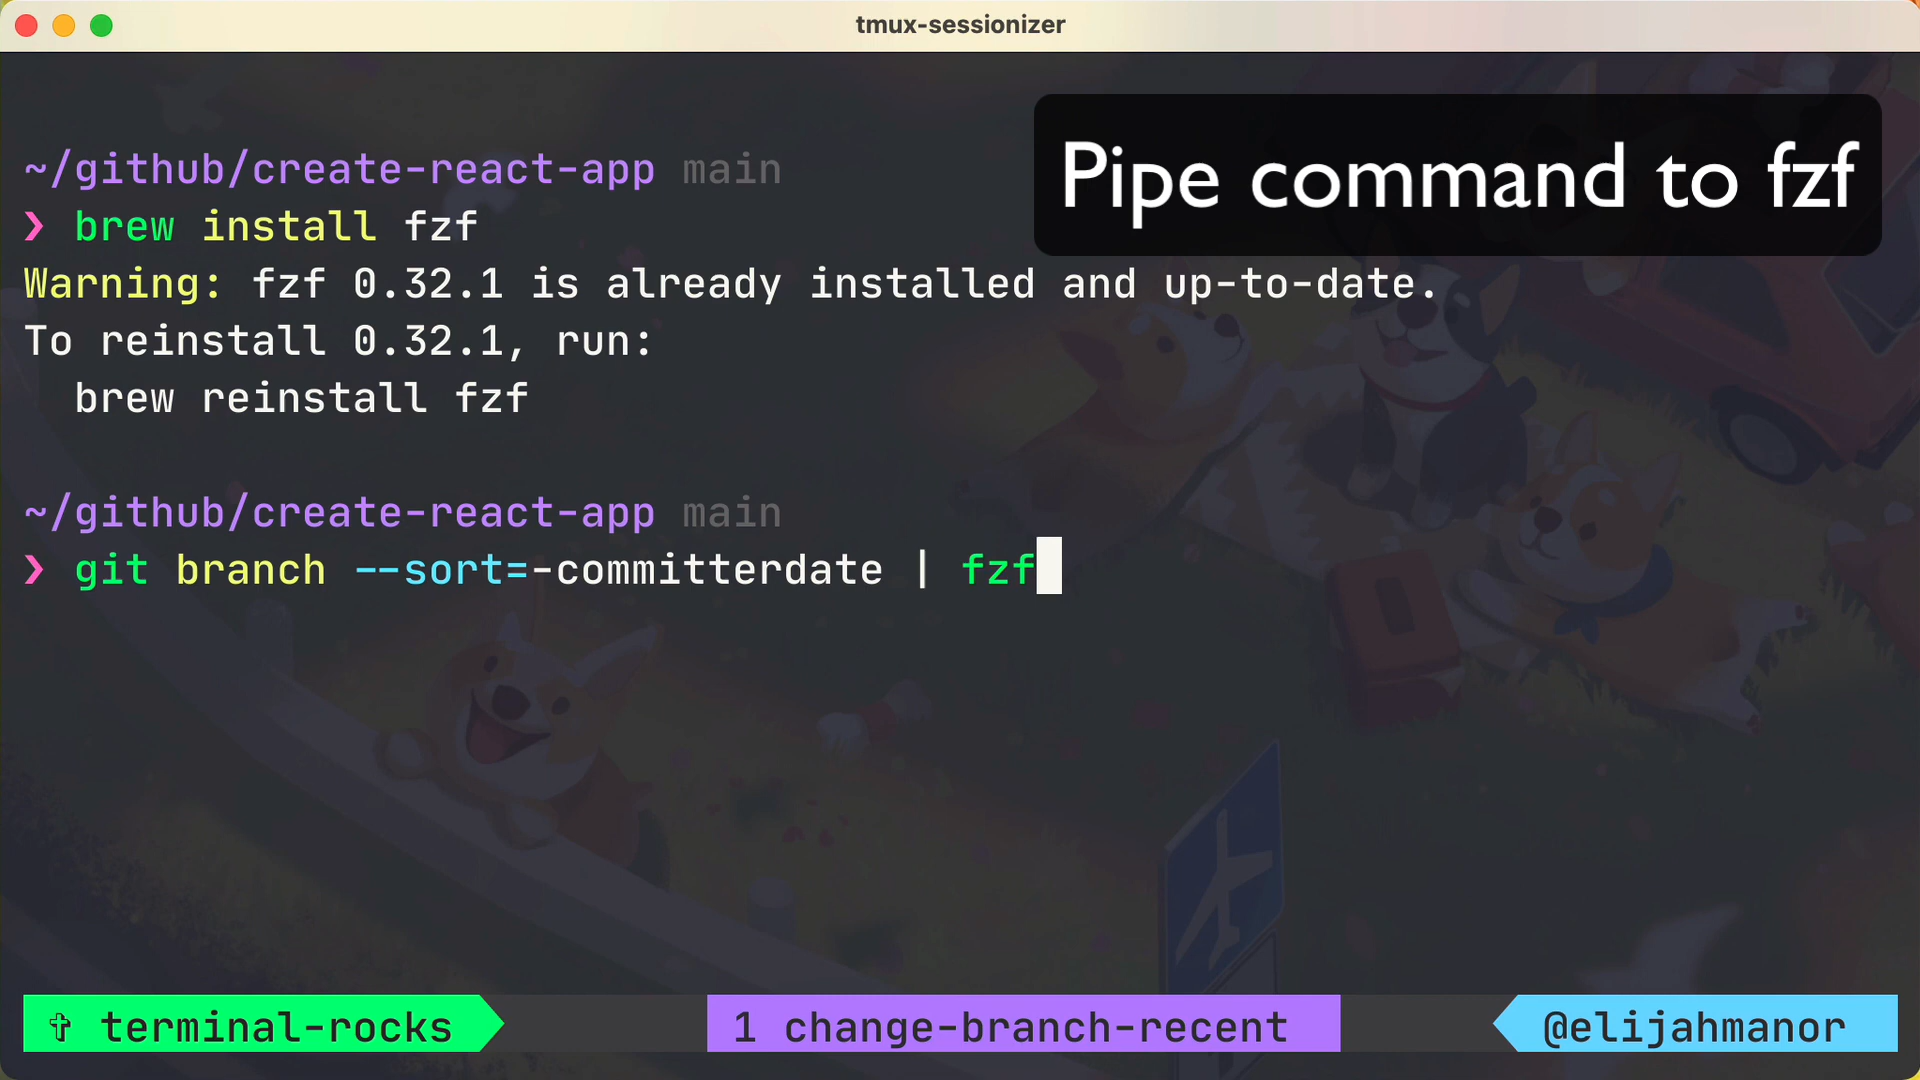 tmux-sessionizer
Pipe command to fzf
~/github/create-react-app main
❯ brew install fzf
Warning: fzf 0.32.1 is already installed and up-to-date.
To reinstall 0.32.1, run:
  brew reinstall fzf
~/github/create-react-app main
❯ git branch --sort=-committerdate | fzf
✞ terminal-rocks
1 change-branch-recent
@elijahmanor